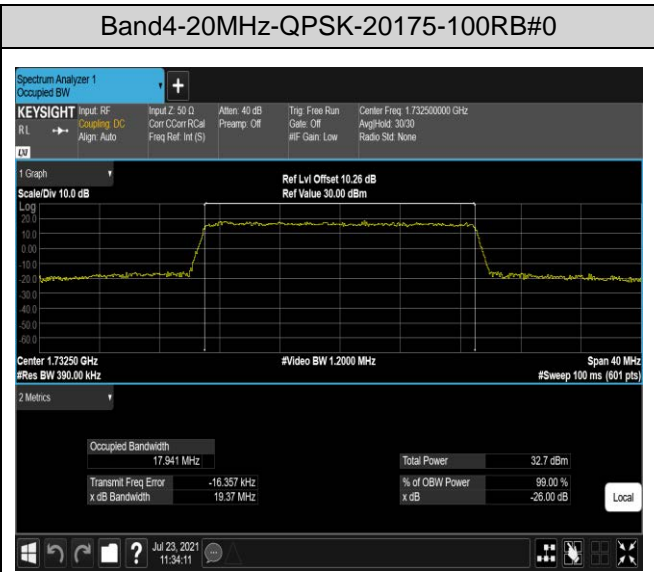 Band4-20MHz-QPSK-20175-100RB#0
Spectrum Analyzer 1
Occupied BW
+
KEYSIGHT Input: RF Input Z: 50 Ω Atten: 40 dB Trig: Free Run Center Freq: 1.732500000 GHz
RL Coupling: DC Corr CCorr RCal Preamp: Off Gate: Off Avg|Hold: 30/30
Align: Auto Freq Ref: Int (S) #IF Gain: Low Radio Std: None
LXI
1 Graph
Ref Lvl Offset 10.26 dB
Scale/Div 10.0 dB Ref Value 30.00 dBm
Log
20.0
10.0
0.00
-10.0
-20.0
-30.0
-40.0
-50.0
-60.0
Center 1.73250 GHz #Video BW 1.2000 MHz Span 40 MHz
#Res BW 390.00 kHz #Sweep 100 ms (601 pts)
2 Metrics
Occupied Bandwidth
17.941 MHz Total Power 32.7 dBm
Transmit Freq Error -16.357 kHz % of OBW Power 99.00 %
x dB Bandwidth 19.37 MHz x dB -26.00 dB
Local
? Jul 23, 2021
11:34:11